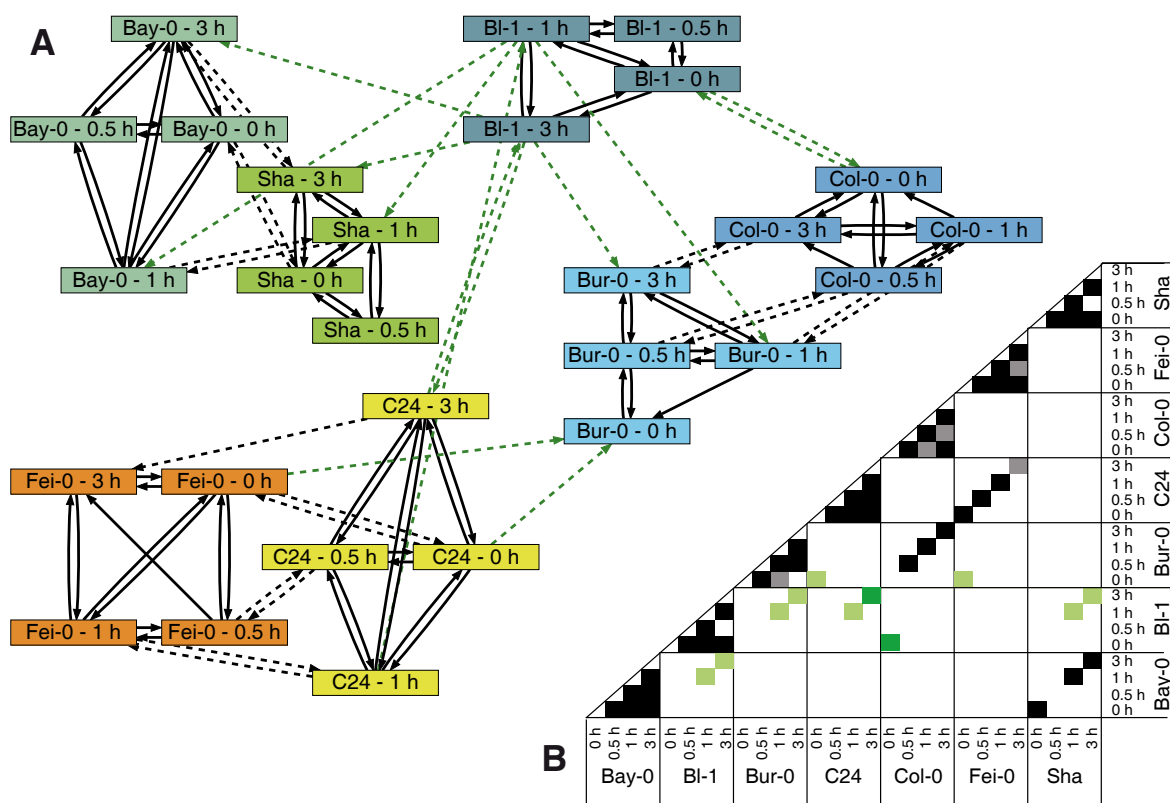 A
Bay-0 - 3 h
Bl-1 - 1 h
Bl-1 - 0.5 h
Bl-1 - 0 h
Bay-0 - 0.5 h
Bay-0 - 0 h
Bl-1 - 3 h
Sha - 3 h
Col-0 - 0 h
Sha - 1 h
Col-0 - 3 h
Col-0 - 1 h
Bay-0 - 1 h
Sha - 0 h
Bur-0 - 3 h
Col-0 - 0.5 h
Sha - 0.5 h
Bur-0 - 0.5 h
Bur-0 - 1 h
C24 - 3 h
Bur-0 - 0 h
Fei-0 - 3 h
Fei-0 - 0 h
C24 - 0.5 h
C24 - 0 h
Fei-0 - 1 h
Fei-0 - 0.5 h
C24 - 1 h
B
3 h
1 h
0.5 h
0 h
Sha
3 h
1 h
0.5 h
0 h
Fei-0
3 h
1 h
0.5 h
0 h
Col-0
3 h
1 h
0.5 h
0 h
C24
3 h
1 h
0.5 h
0 h
Bur-0
3 h
1 h
0.5 h
0 h
Bl-1
3 h
1 h
0.5 h
0 h
Bay-0
0 h 0.5 h 1 h 3 h 0 h 0.5 h 1 h 3 h 0 h 0.5 h 1 h 3 h 0 h 0.5 h 1 h 3 h 0 h 0.5 h 1 h 3 h 0 h 0.5 h 1 h 3 h 0 h 0.5 h 1 h 3 h
Bay-0 Bl-1 Bur-0 C24 Col-0 Fei-0 Sha